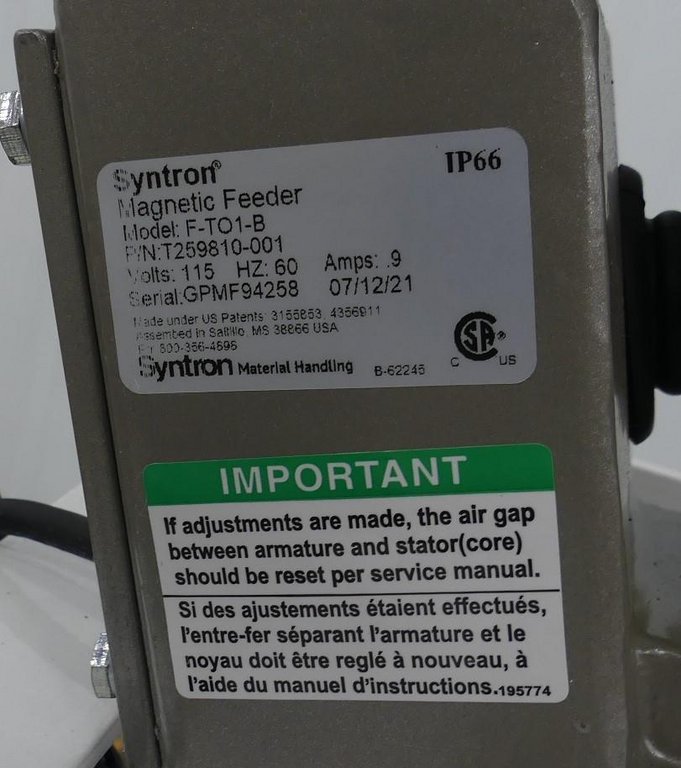 Syntron®
IP66
Magnetic Feeder
Model: F-TO1-B
P/N:T259810-001
Volts: 115 HZ: 60 Amps: .9
Serial:GPMF94258 07/12/21
Made under US Patents: 3155853, 4356911
Assembled in Saltillo, MS 38866 USA
800-356-4898
Syntron Material Handling B-62245
C SA ® US
IMPORTANT
If adjustments are made, the air gap
between armature and stator(core)
should be reset per service manual.
Si des ajustements étaient effectués,
l'entre-fer séparant l'armature et le
noyau doit être reglé à nouveau, à
l'aide du manuel d'instructions.195774